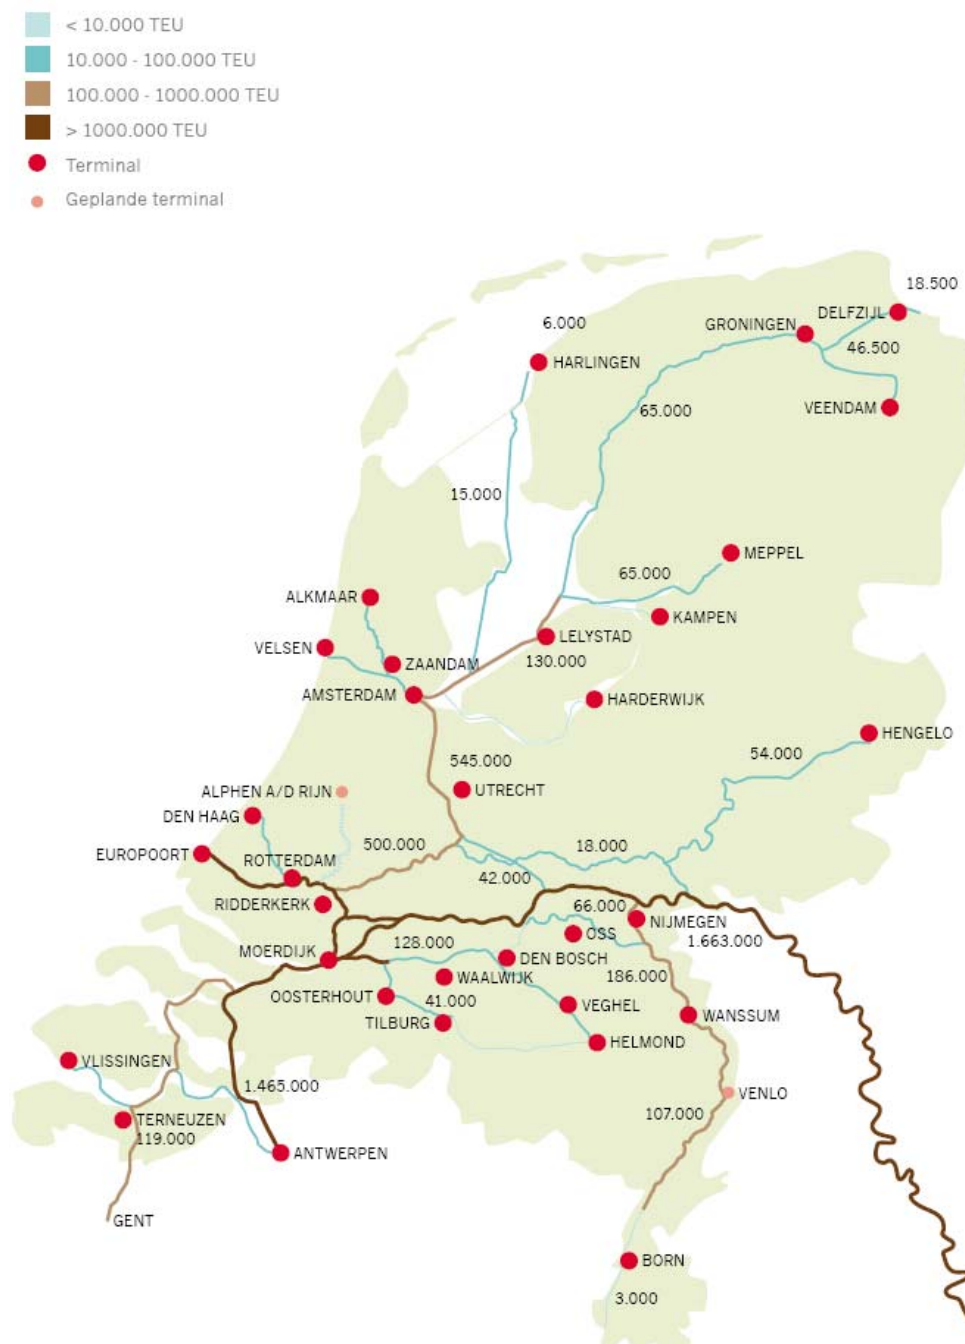 < 10.000 TEU
10.000 - 100.000 TEU
100.000 - 1000.000 TEU
> 1000.000 TEU
Terminal
Geplande terminal
18.500
DELFZIJL
6.000
GRONINGEN
46.500
HARLINGEN
65.000
VEENDAM
15.000
MEPPEL
65.000
ALKMAAR
KAMPEN
LELYSTAD
VELSEN
130.000
ZAANDAM
AMSTERDAM
HARDERWIJK
HENGELO
54.000
545.000
UTRECHT
ALPHEN A/D RIJN
DEN HAAG
500.000
18.000
EUROPOORT
ROTTERDAM
42.000
RIDDERKERK
66.000
NIJMEGEN
OSS
1.663.000
128.000
MOERDIJK
DEN BOSCH
WAALWIJK
186.000
OOSTERHOUT
41.000
VEGHEL
TILBURG
WANSSUM
HELMOND
VLISSINGEN
1.465.000
VENLO
107.000
TERNEUZEN
119.000
ANTWERPEN
GENT
BORN
3.000